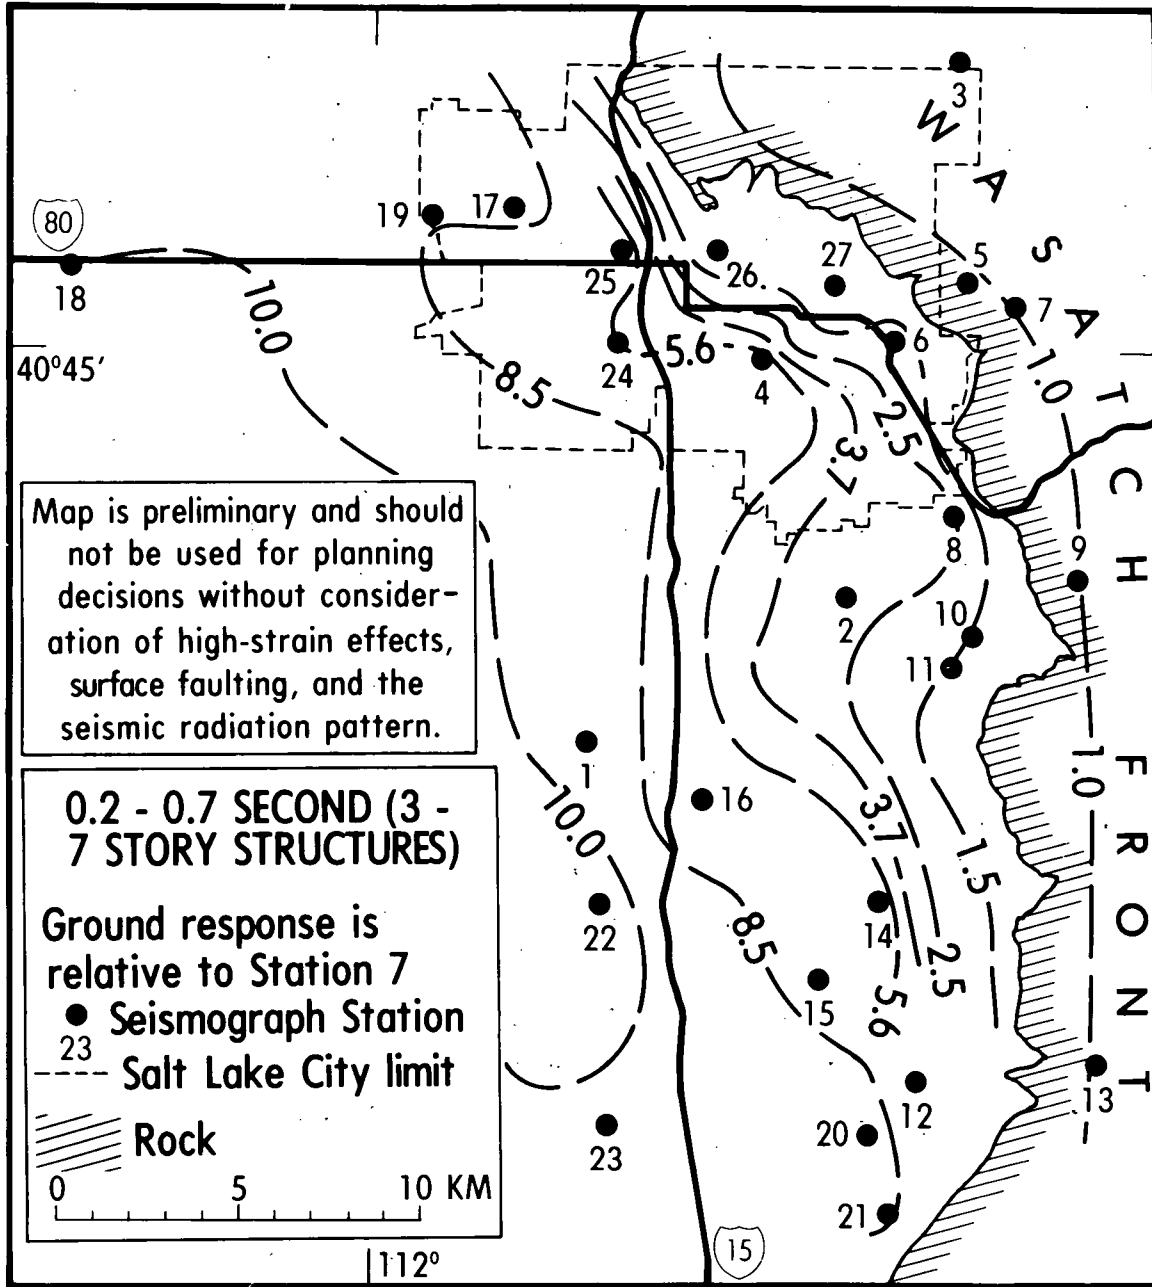 3
W
A
S
A
T
C
H
F
R
O
N
T
80
19
17
18
25
26.
27
5
7
6
10.0
40°45'
8.5
24
5.6
4
2.5
1.0
3.7
8
9
2
10
11
Map is preliminary and should
not be used for planning
decisions without consider-
ation of high-strain effects,
surface faulting, and the
seismic radiation pattern.
1
16
10.0
1.0
3.7
1.5
22
8.5
14
2.5
15
5.6
12
13
20
23
21
15
112°
0.2 - 0.7 SECOND (3 -
7 STORY STRUCTURES)
Ground response is
relative to Station 7
Seismograph Station
23
Salt Lake City limit
Rock
0 5 10 KM